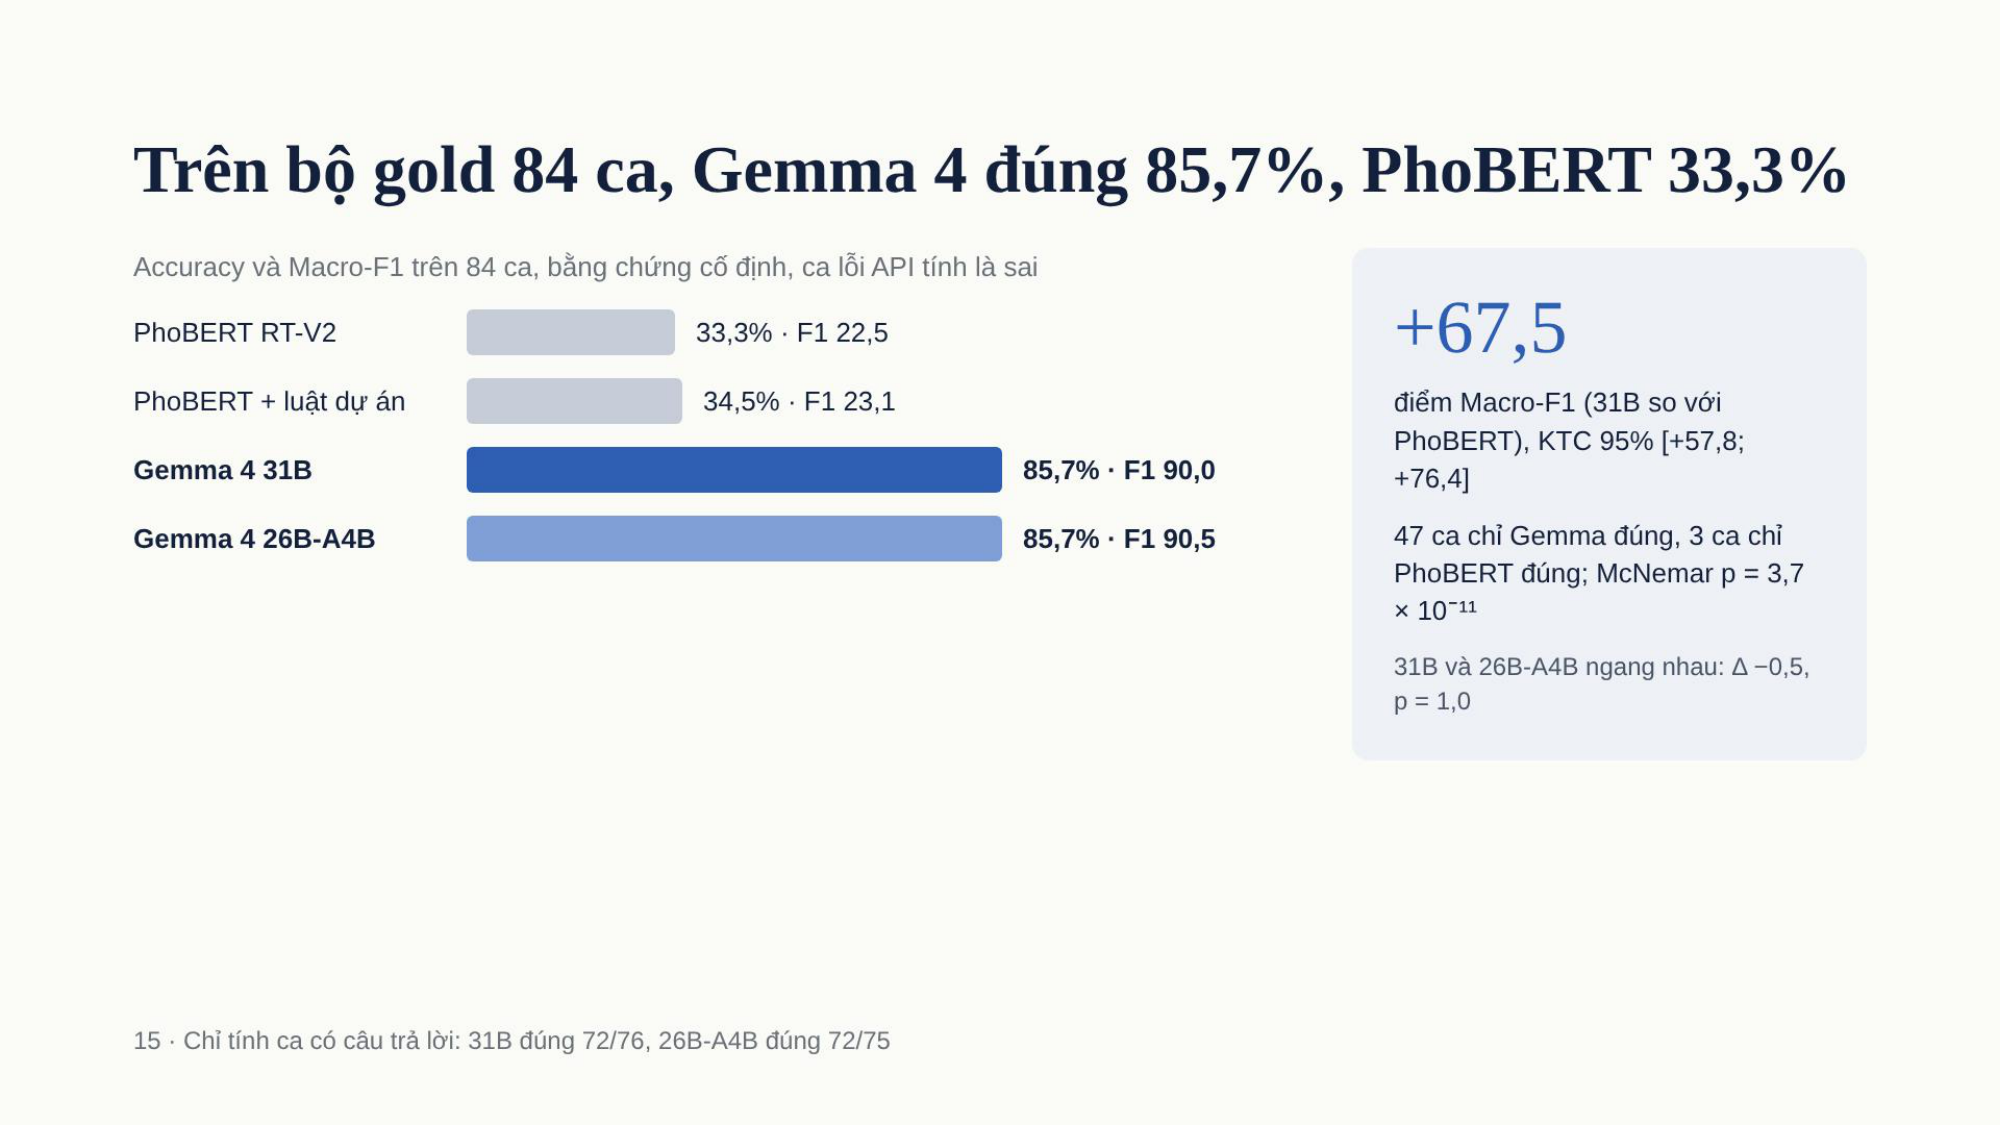 Trên bộ gold 84 ca, Gemma 4 đúng 85,7%, PhoBERT 33,3%
Accuracy và Macro-F1 trên 84 ca, bằng chứng cố định, ca lỗi API tính là sai
PhoBERT RT-V2 33,3% · F1 22,5
PhoBERT + luật dự án 34,5% · F1 23,1
Gemma 4 31B 85,7% · F1 90,0
Gemma 4 26B-A4B 85,7% · F1 90,5
+67,5
điểm Macro-F1 (31B so với
PhoBERT), KTC 95% [+57,8;
+76,4]
47 ca chỉ Gemma đúng, 3 ca chỉ
PhoBERT đúng; McNemar p = 3,7
× 10⁻¹¹
31B và 26B-A4B ngang nhau: Δ −0,5,
p = 1,0
15 · Chỉ tính ca có câu trả lời: 31B đúng 72/76, 26B-A4B đúng 72/75